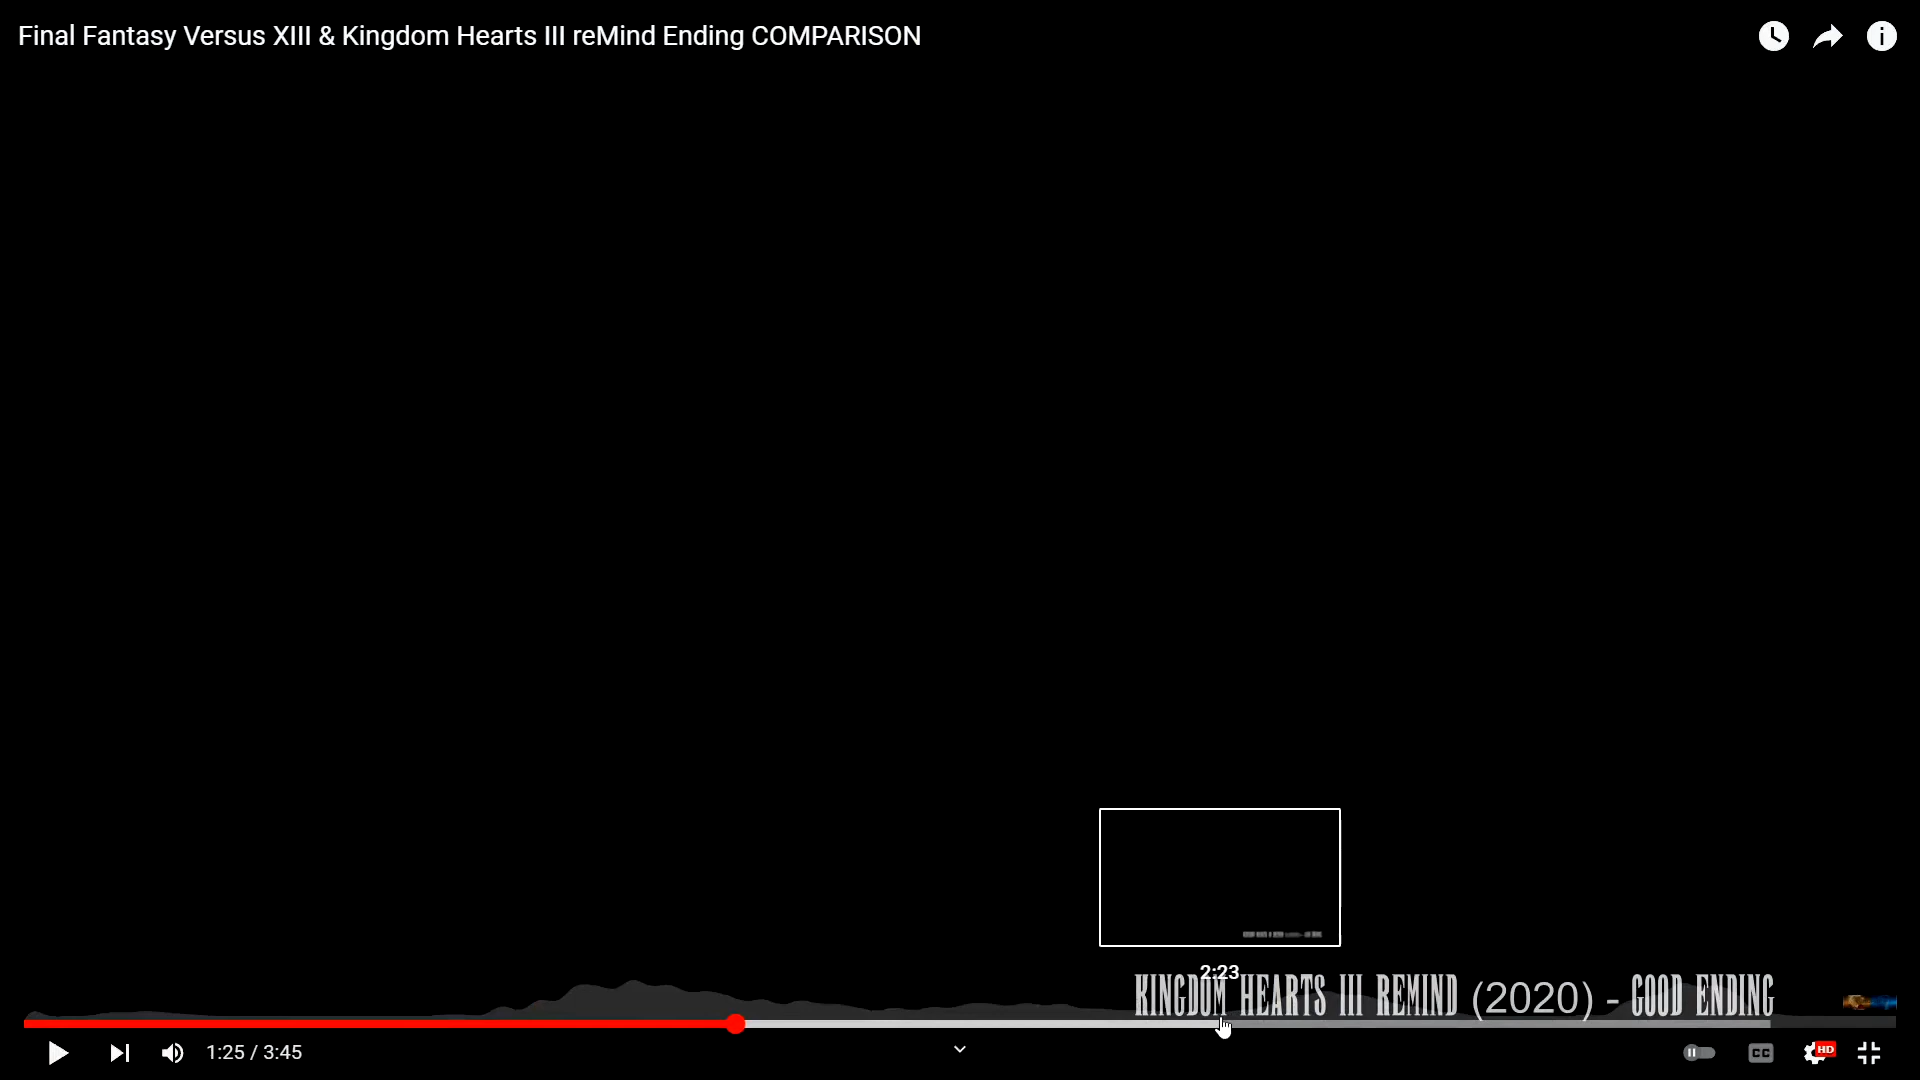 Final Fantasy Versus XIII & Kingdom Hearts III reMind Ending COMPARISON
2:23
KINGDOM HEARTS III REMIND (2020) - GOOD ENDING
1:25 / 3:45
CC
HD